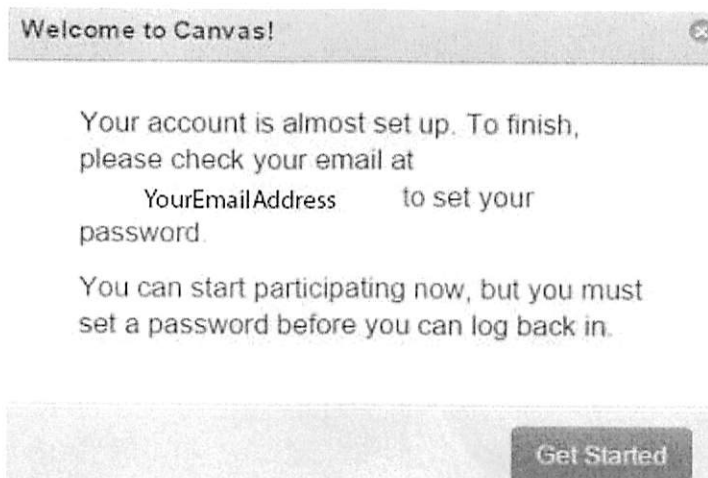 Welcome to Canvas!
Your account is almost set up. To finish,
please check your email at
YourEmailAddress to set your
password.
You can start participating now, but you must
set a password before you can log back in.
Get Started